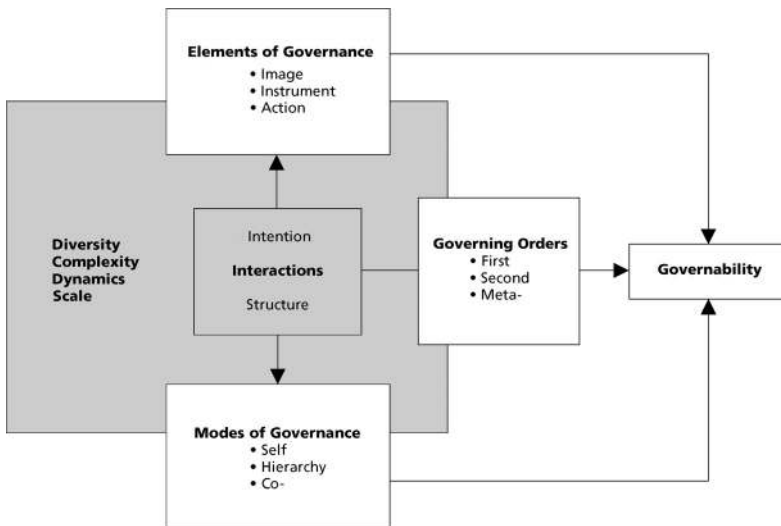 Elements of Governance
• Image
• Instrument
• Action
Diversity
Complexity
Dynamics
Scale
Intention
Interactions
Structure
Governing Orders
• First
• Second
• Meta-
Governability
Modes of Governance
• Self
• Hierarchy
• Co-